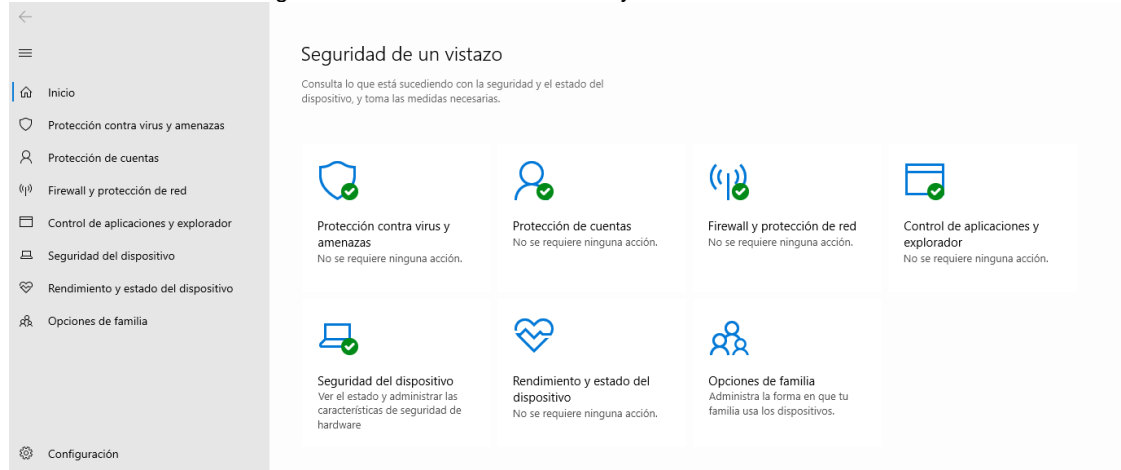 Seguridad de un vistazo
Consulta lo que está sucediendo con la seguridad y el estado del
dispositivo, y toma las medidas necesarias.
Inicio
Protección contra virus y amenazas
Protección de cuentas
Firewall y protección de red
Control de aplicaciones y explorador
Seguridad del dispositivo
Rendimiento y estado del dispositivo
Opciones de familia
Configuración
Protección contra virus y
amenazas
No se requiere ninguna acción.
Protección de cuentas
No se requiere ninguna acción.
Firewall y protección de red
No se requiere ninguna acción.
Control de aplicaciones y
explorador
No se requiere ninguna acción.
Seguridad del dispositivo
Ver el estado y administrar las
características de seguridad de
hardware
Rendimiento y estado del
dispositivo
No se requiere ninguna acción.
Opciones de familia
Administra la forma en que tu
familia usa los dispositivos.